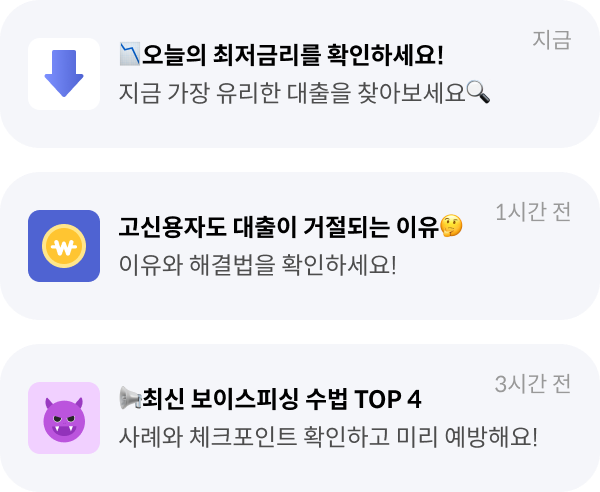 📉오늘의 최저금리를 확인하세요!
지금
지금 가장 유리한 대출을 찾아보세요🔍
고신용자도 대출이 거절되는 이유🤔
1시간 전
이유와 해결법을 확인하세요!
📢최신 보이스피싱 수법 TOP 4
3시간 전
사례와 체크포인트 확인하고 미리 예방해요!